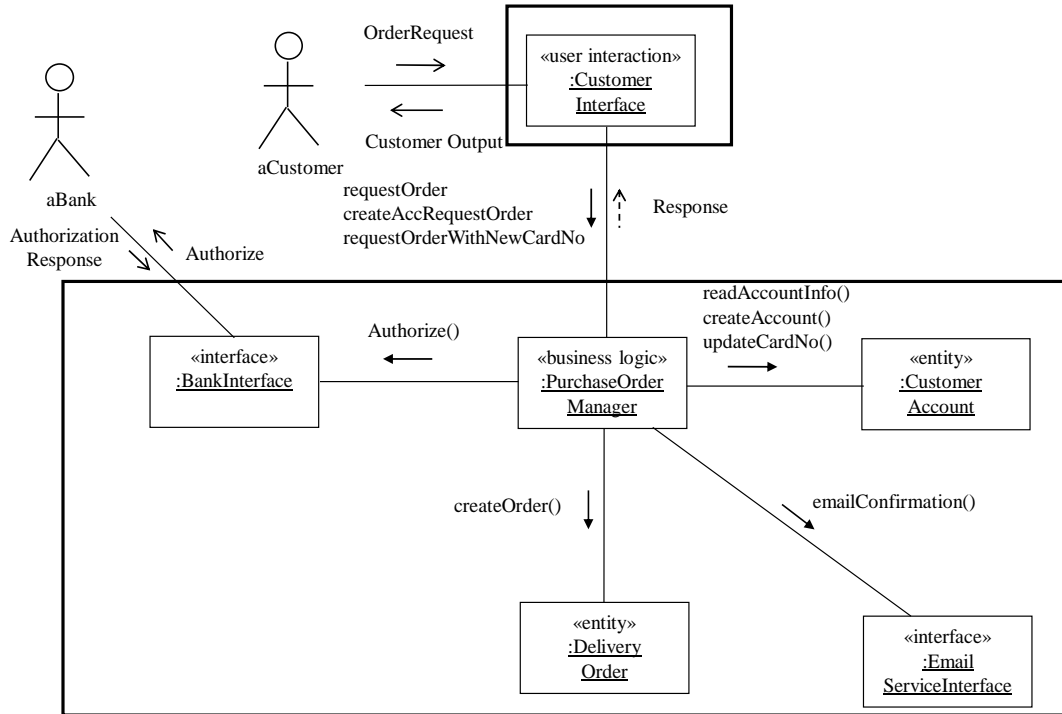 OrderRequest
«user interaction»
:Customer
Interface
Customer Output
aCustomer
aBank
requestOrder
createAccRequestOrder
requestOrderWithNewCardNo
Response
Authorization
Response
Authorize
readAccountInfo()
createAccount()
updateCardNo()
Authorize()
«interface»
:BankInterface
«business logic»
:PurchaseOrder
Manager
«entity»
:Customer
Account
createOrder()
emailConfirmation()
«entity»
:Delivery
Order
«interface»
:Email
ServiceInterface